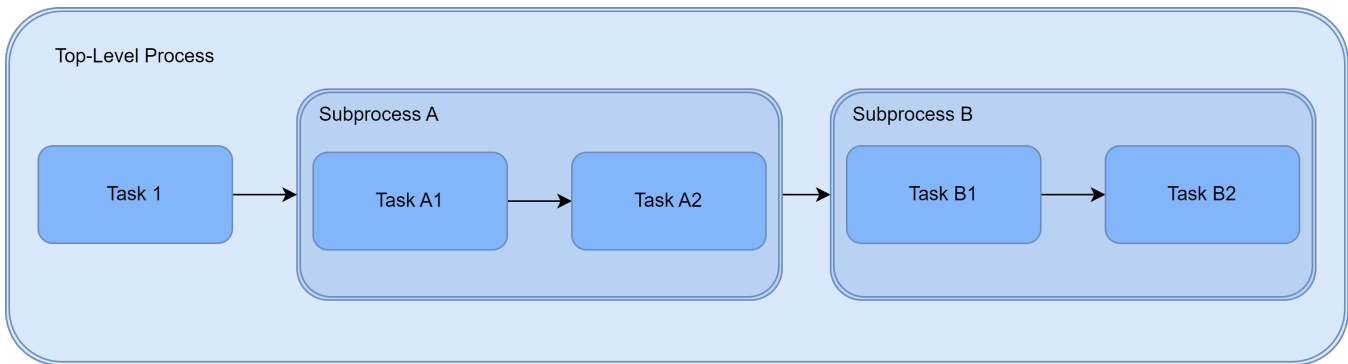 Top-Level Process
Subprocess A
Subprocess B
Task 1
Task A1
Task A2
Task B1
Task B2